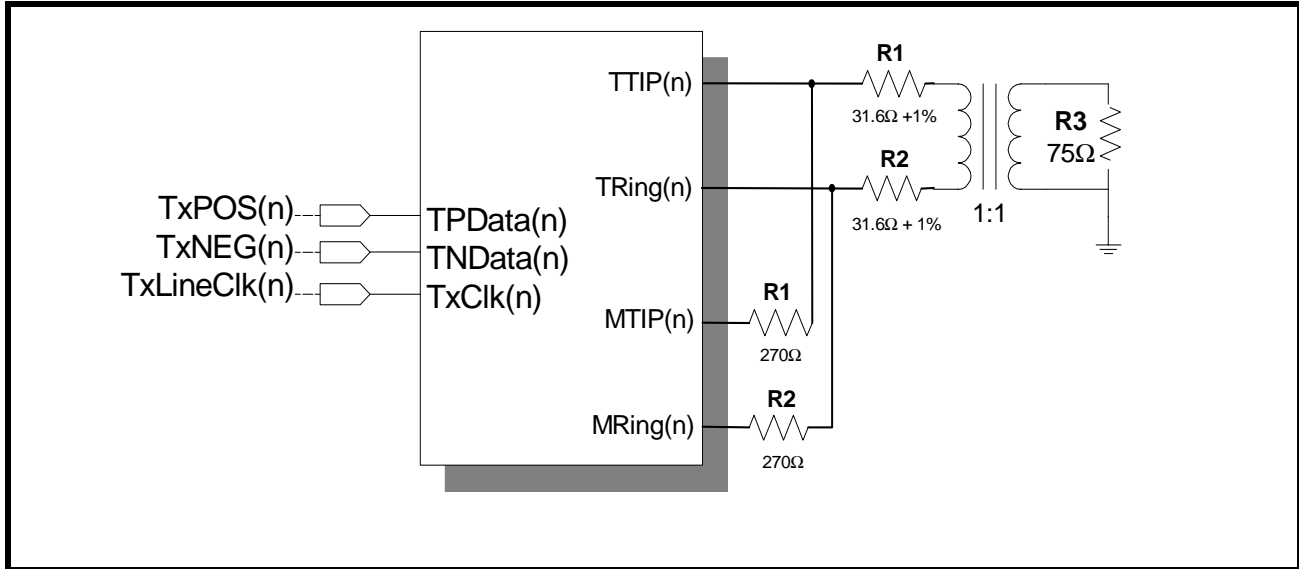 TxPOS(n)
TxNEG(n)
TxLineClk(n)
TPData(n)
TNData(n)
TxClk(n)
TTIP(n)
TRing(n)
MTIP(n)
MRing(n)
R1
31.6Ω +1%
R2
31.6Ω + 1%
R1
270Ω
R2
270Ω
1:1
R3
75Ω